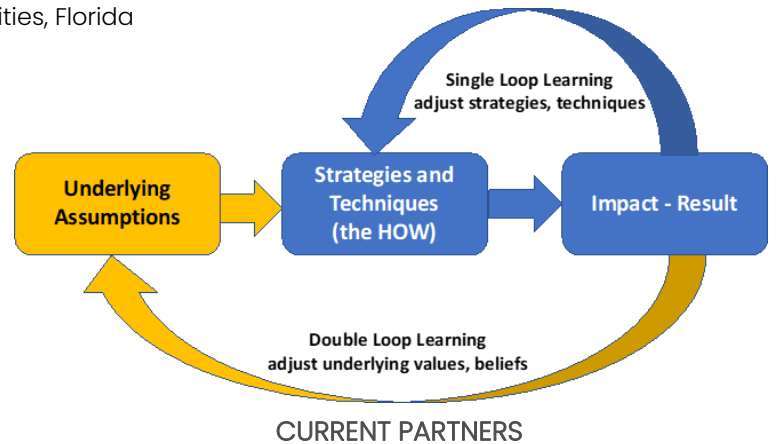 ities, Florida
Single Loop Learning
adjust strategies, techniques
Underlying
Assumptions
Strategies and
Techniques
(the HOW)
Impact - Result
Double Loop Learning
adjust underlying values, beliefs
CURRENT PARTNERS